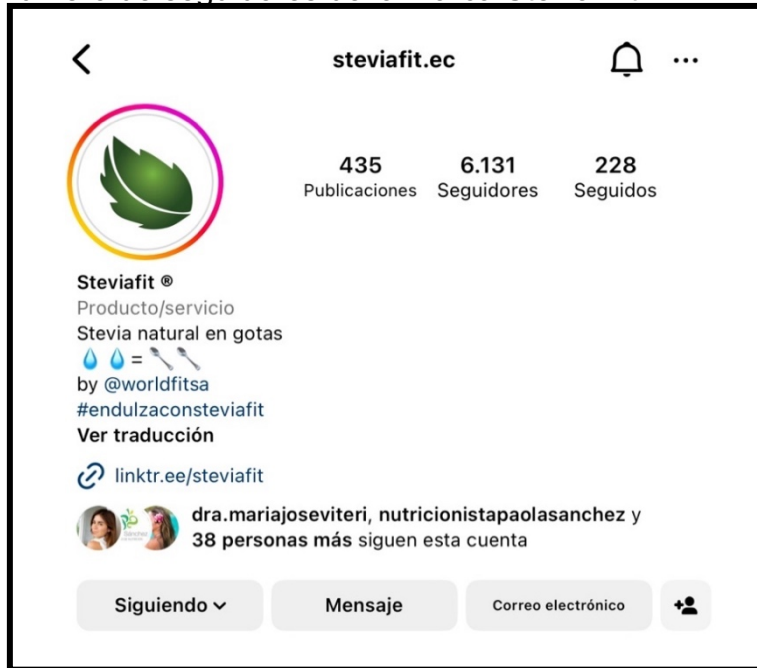 steviafit.ec
435 6.131 228
Publicaciones Seguidores Seguidos
Steviafit ®
Producto/servicio
Stevia natural en gotas
💧💧=🥄🥄
by @worldfitsa
#endulzaconsteviafit
Ver traducción
linktr.ee/steviafit
dra.mariajoseviteri, nutricionistapaolasanchez y
38 personas más siguen esta cuenta
Siguiendo Mensaje Correo electrónico